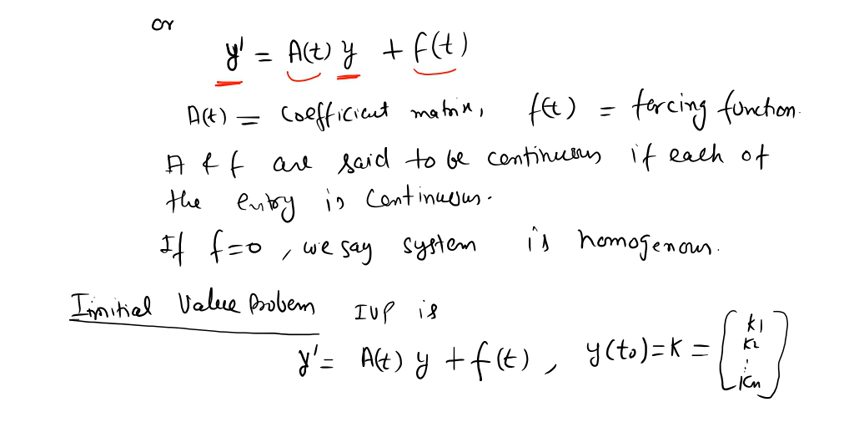 or
y' = A(t) y + f(t)
A(t) = coefficient matrix, f(t) = forcing function.
A & f are said to be continuous if each of
the entry is continuous.
If f=0, we say system is homogenous.
Initial Value Probem IVP is
y' = A(t) y + f(t), y(t₀)=K = [k1 k2 ⋮ kn]